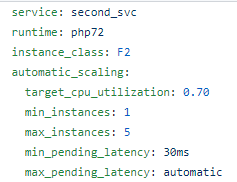 service: second_svc
runtime: php72
instance_class: F2
automatic_scaling:
  target_cpu_utilization: 0.70
  min_instances: 1
  max_instances: 5
  min_pending_latency: 30ms
  max_pending_latency: automatic